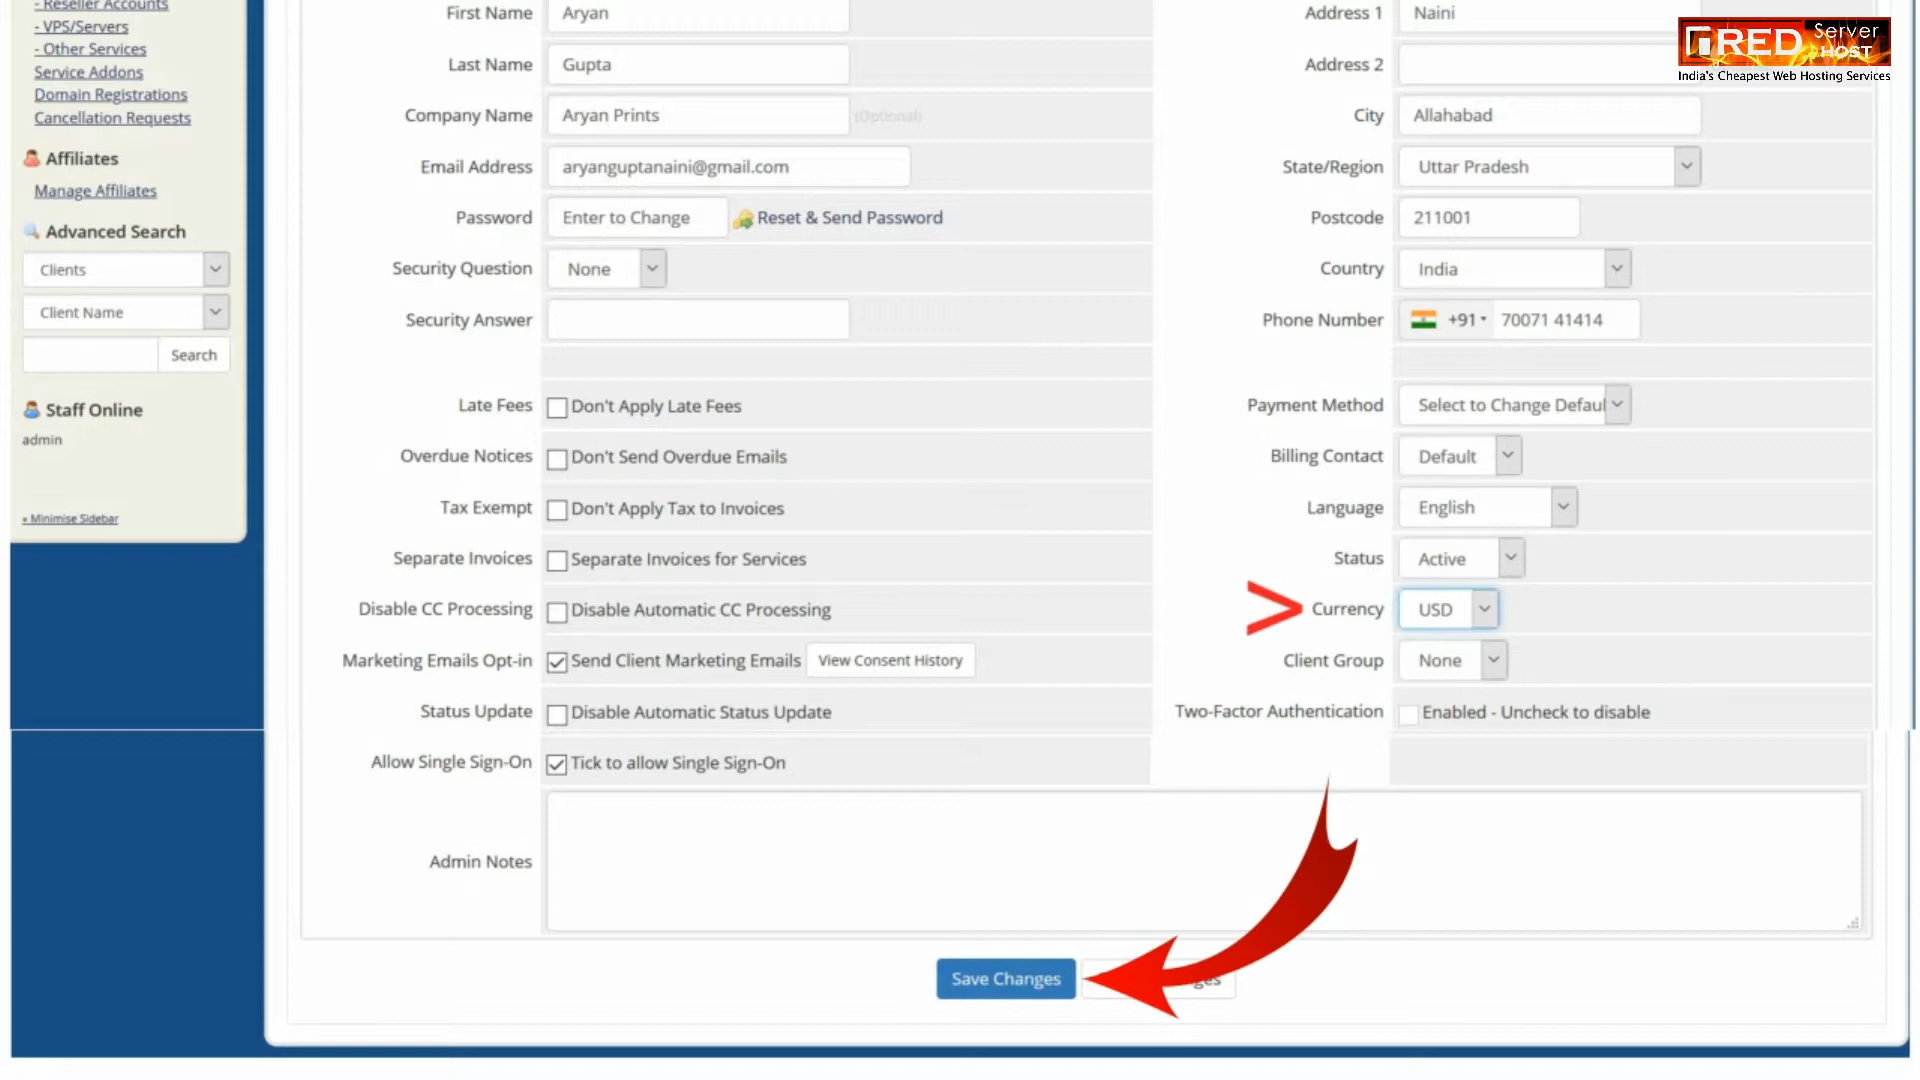 - Reseller Accounts
- VPS/Servers
- Other Services
Service Addons
Domain Registrations
Cancellation Requests
Affiliates
Manage Affiliates
Advanced Search
Clients
Client Name
Search
Staff Online
admin
« Minimise Sidebar
First Name Aryan
Last Name Gupta
Company Name Aryan Prints (Optional)
Email Address aryanguptanaini@gmail.com
Password Enter to Change Reset & Send Password
Security Question None
Security Answer
Late Fees Don't Apply Late Fees
Overdue Notices Don't Send Overdue Emails
Tax Exempt Don't Apply Tax to Invoices
Separate Invoices Separate Invoices for Services
Disable CC Processing Disable Automatic CC Processing
Marketing Emails Opt-in Send Client Marketing Emails View Consent History
Status Update Disable Automatic Status Update
Allow Single Sign-On Tick to allow Single Sign-On
Admin Notes
Address 1 Naini
Address 2
City Allahabad
State/Region Uttar Pradesh
Postcode 211001
Country India
Phone Number +91 70071 41414
Payment Method Select to Change Defaul
Billing Contact Default
Language English
Status Active
> Currency USD
Client Group None
Two-Factor Authentication Enabled - Uncheck to disable
Save Changes
RED Server
HOST
India's Cheapest Web Hosting Services